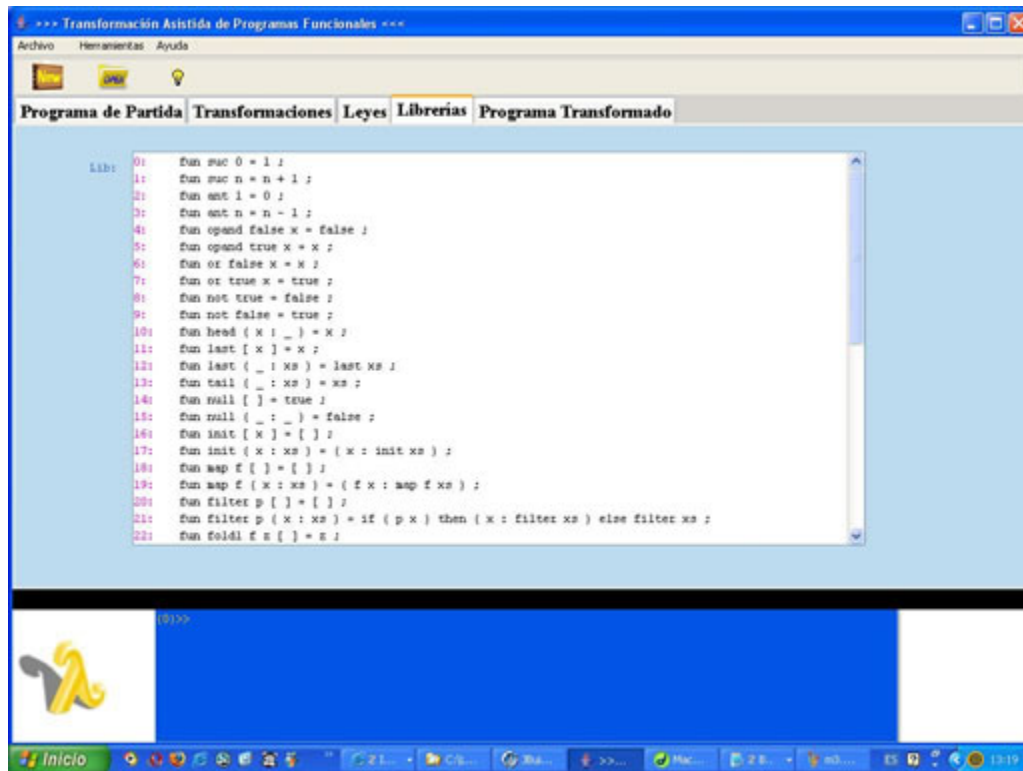 >>> Transformación Asistida de Programas Funcionales <<<
Archivo Herramientas Ayuda
New OPEN
Programa de Partida Transformaciones Leyes Librerías Programa Transformado
Lib:
0: fun suc 0 = 1 ;
1: fun suc n = n + 1 ;
2: fun ant 1 = 0 ;
3: fun ant n = n - 1 ;
4: fun opand false x = false ;
5: fun opand true x = x ;
6: fun or false x = x ;
7: fun or true x = true ;
8: fun not true = false ;
9: fun not false = true ;
10: fun head ( x : _ ) = x ;
11: fun last [ x ] = x ;
12: fun last ( _ : xs ) = last xs ;
13: fun tail ( _ : xs ) = xs ;
14: fun null [ ] = true ;
15: fun null ( _ : _ ) = false ;
16: fun init [ x ] = [ ] ;
17: fun init ( x : xs ) = ( x : init xs ) ;
18: fun map f [ ] = [ ] ;
19: fun map f ( x : xs ) = ( f x : map f xs ) ;
20: fun filter p [ ] = [ ] ;
21: fun filter p ( x : xs ) = if ( p x ) then ( x : filter xs ) else filter xs ;
22: fun foldl f z [ ] = z ;
(0)>>
Inicio >>... Mac... ES 13:19